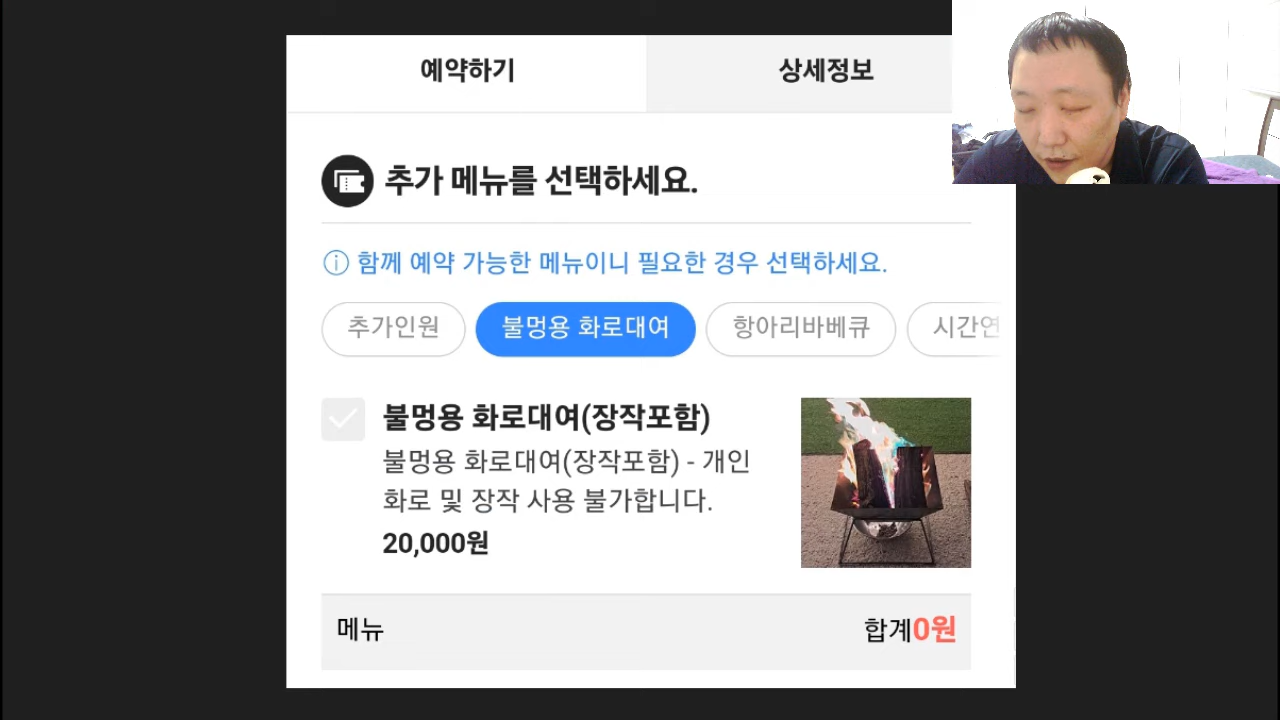 예약하기
상세정보
추가 메뉴를 선택하세요.
함께 예약 가능한 메뉴이니 필요한 경우 선택하세요.
추가인원
불멍용 화로대여
항아리바베큐
시간연
불멍용 화로대여(장작포함)
불멍용 화로대여(장작포함) - 개인
화로 및 장작 사용 불가합니다.
20,000원
메뉴
합계0원